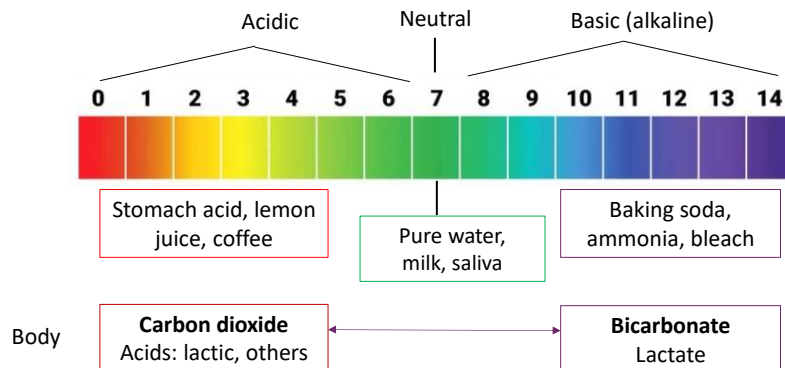 Acidic Neutral Basic (alkaline)
0 1 2 3 4 5 6 7 8 9 10 11 12 13 14
Stomach acid, lemon
juice, coffee
Pure water,
milk, saliva
Baking soda,
ammonia, bleach
Body
Carbon dioxide
Acids: lactic, others
Bicarbonate
Lactate